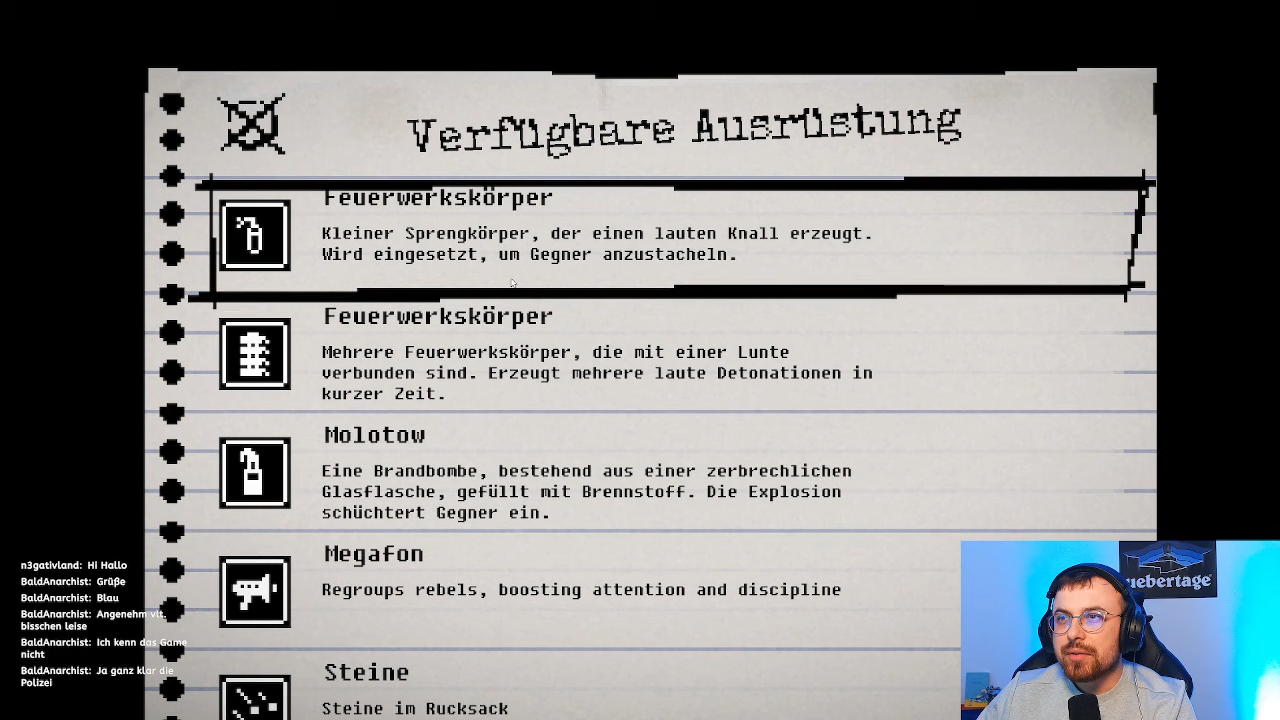 Verfügbare Ausrüstung
Feuerwerkskörper
Kleiner Sprengkörper, der einen lauten Knall erzeugt.
Wird eingesetzt, um Gegner anzustacheln.
Feuerwerkskörper
Mehrere Feuerwerkskörper, die mit einer Lunte
verbunden sind. Erzeugt mehrere laute Detonationen in
kurzer Zeit.
Molotow
Eine Brandbombe, bestehend aus einer zerbrechlichen
Glasflasche, gefüllt mit Brennstoff. Die Explosion
schüchtert Gegner ein.
Megafon
Regroups rebels, boosting attention and discipline
Steine
Steine im Rucksack
n3gativland: Hi Hallo
BaldAnarchist: Grüße
BaldAnarchist: Blau
BaldAnarchist: Angenehm vlt.
bisschen leise
BaldAnarchist: Ich kenn das Game
nicht
BaldAnarchist: Ja ganz klar die
Polizei
uebertage